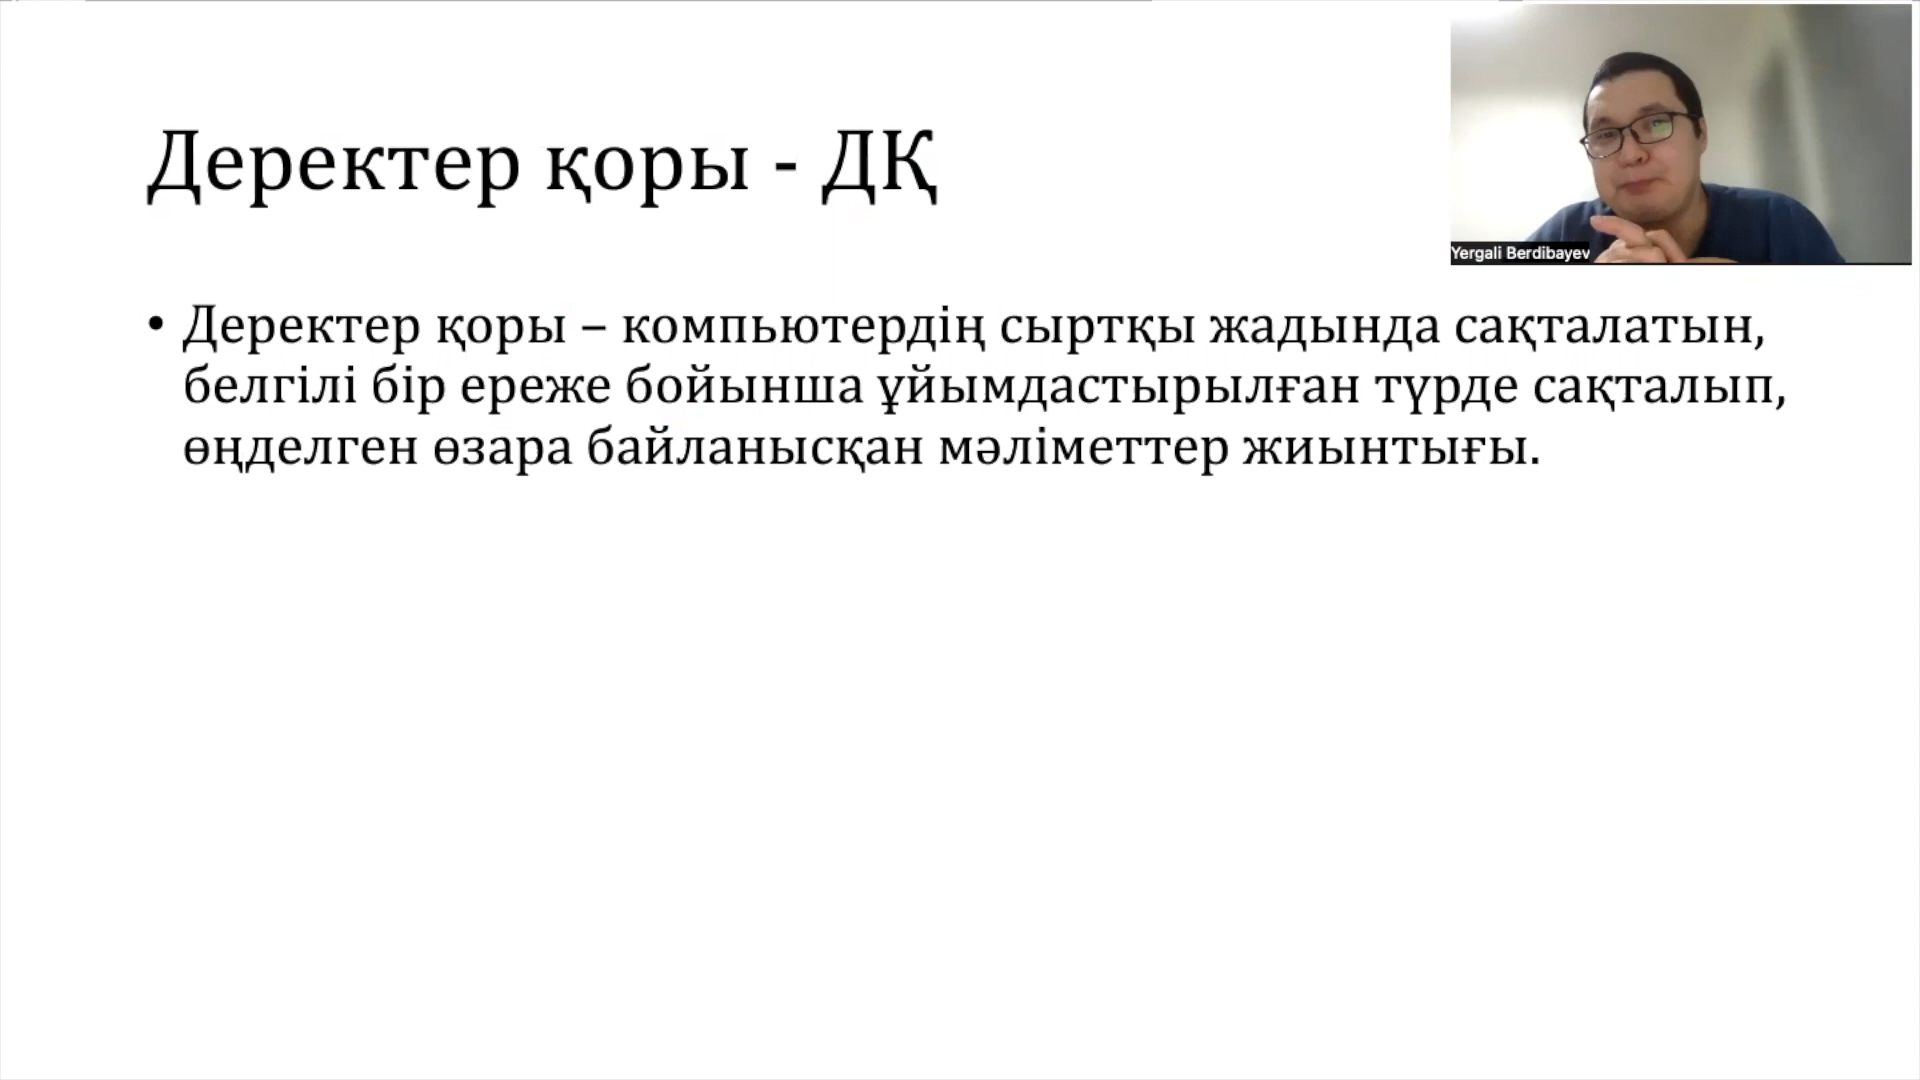 Деректер қоры - ДҚ
Yergali Berdibayev
• Деректер қоры – компьютердің сыртқы жадында сақталатын,
белгілі бір ереже бойынша ұйымдастырылған түрде сақталып,
өңделген өзара байланысқан мәліметтер жиынтығы.